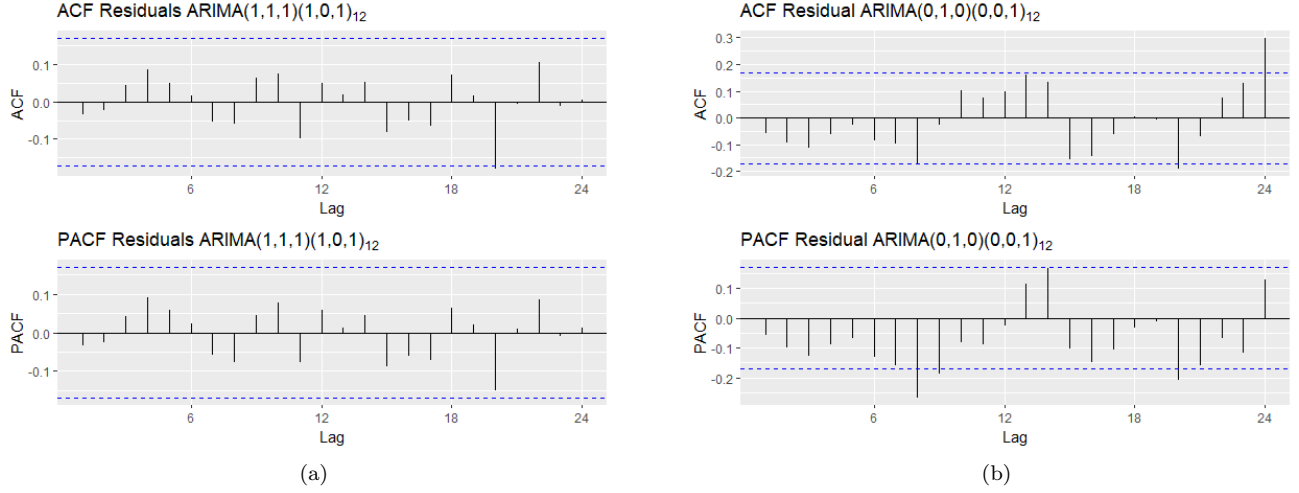 ACF Residuals ARIMA(1,1,1)(1,0,1)₁₂
0.1
0.0
-0.1
ACF
6
12
18
24
Lag
PACF Residuals ARIMA(1,1,1)(1,0,1)₁₂
0.1
0.0
-0.1
PACF
6
12
18
24
Lag
(a)
ACF Residual ARIMA(0,1,0)(0,0,1)₁₂
0.3
0.2
0.1
0.0
-0.1
-0.2
ACF
6
12
18
24
Lag
PACF Residual ARIMA(0,1,0)(0,0,1)₁₂
0.1
0.0
-0.1
-0.2
PACF
6
12
18
24
Lag
(b)